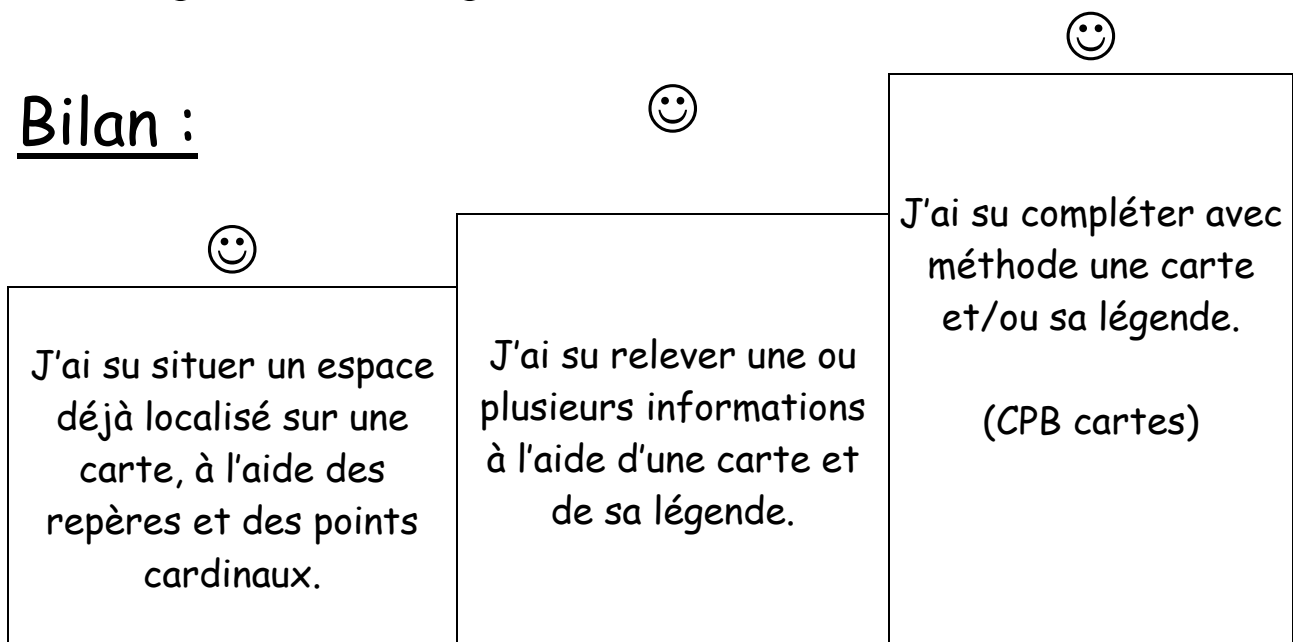 Bilan :
J'ai su situer un espace
déjà localisé sur une
carte, à l'aide des
repères et des points
cardinaux.
J'ai su relever une ou
plusieurs informations
à l'aide d'une carte et
de sa légende.
J'ai su compléter avec
méthode une carte
et/ou sa légende.
(CPB cartes)